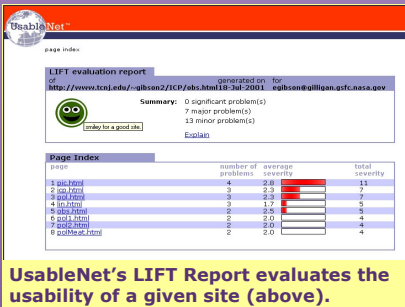 UsableNet™
page index
LIFT evaluation report
of generated on for
http://www.tcnj.edu/~egibson2/ICP/obs.html18-Jul-2001 egibson@gilligan.gsfc.nasa.gov
Summary: 0 significant problem(s)
7 major problem(s)
13 minor problem(s)
smiley for a good site.
Explain
Page Index
page number of problems average severity total severity
1 pic.html 4 2.8 11
2 icp.html 3 2.3 7
3 pol.html 3 2.3 7
4 lin.html 3 1.7 5
5 obs.html 2 2.5 5
6 pol1.html 2 2.0 4
7 pol2.html 2 2.0 4
8 polMeat.html 2 2.0 4
UsableNet's LIFT Report evaluates the
usability of a given site (above).